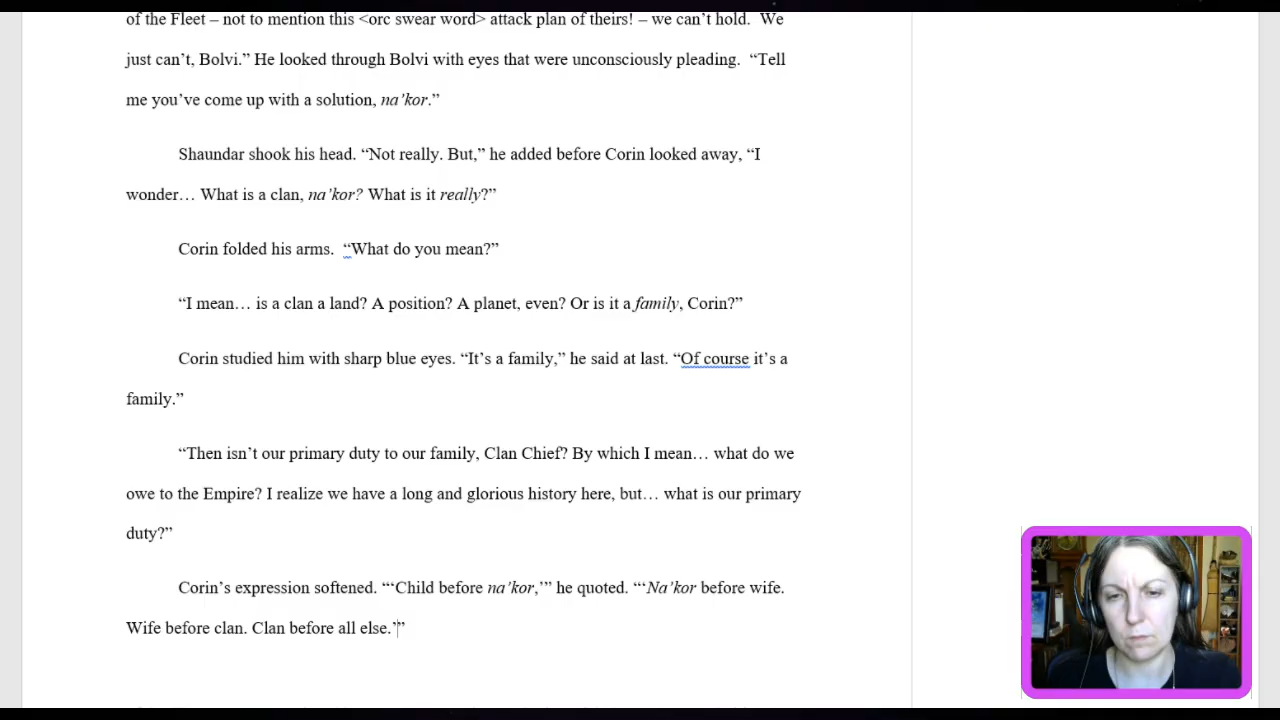 of the Fleet – not to mention this <orc swear word> attack plan of theirs! – we can’t hold.  We
just can’t, Bolvi.” He looked through Bolvi with eyes that were unconsciously pleading.  “Tell
me you’ve come up with a solution, na’kor.”
Shaundar shook his head. “Not really. But,” he added before Corin looked away, “I
wonder… What is a clan, na’kor? What is it really?”
Corin folded his arms.  “What do you mean?”
“I mean… is a clan a land? A position? A planet, even? Or is it a family, Corin?”
Corin studied him with sharp blue eyes. “It’s a family,” he said at last. “Of course it’s a
family.”
“Then isn’t our primary duty to our family, Clan Chief? By which I mean… what do we
owe to the Empire? I realize we have a long and glorious history here, but… what is our primary
duty?”
Corin’s expression softened. “‘Child before na’kor,’” he quoted. “‘Na’kor before wife.
Wife before clan. Clan before all else.’”